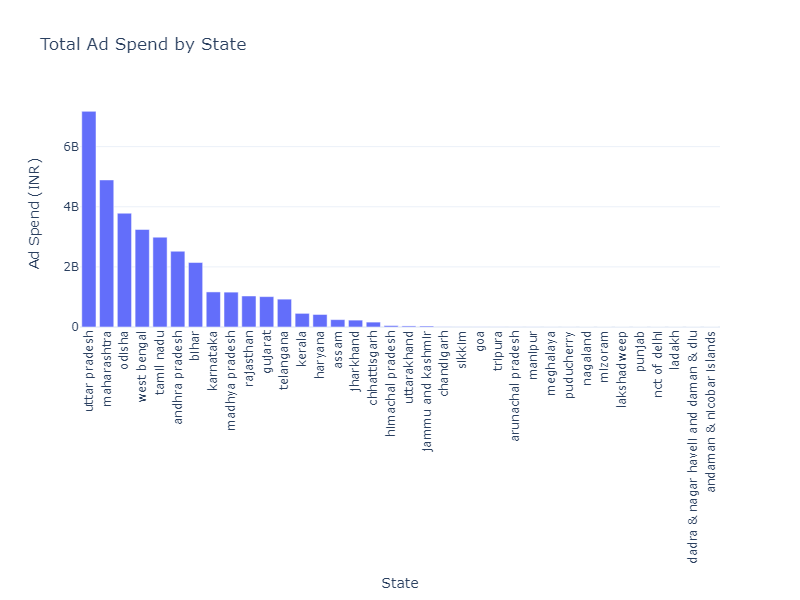 Total Ad Spend by State
Ad Spend (INR)
6B
4B
2B
0
uttar pradesh
maharashtra
odisha
west bengal
tamil nadu
andhra pradesh
bihar
karnataka
madhya pradesh
rajasthan
gujarat
telangana
kerala
haryana
assam
jharkhand
chhattisgarh
himachal pradesh
uttarakhand
jammu and kashmir
chandigarh
sikkim
goa
tripura
arunachal pradesh
manipur
meghalaya
puducherry
nagaland
mizoram
lakshadweep
punjab
nct of delhi
ladakh
dadra & nagar haveli and daman & diu
andaman & nicobar islands
State